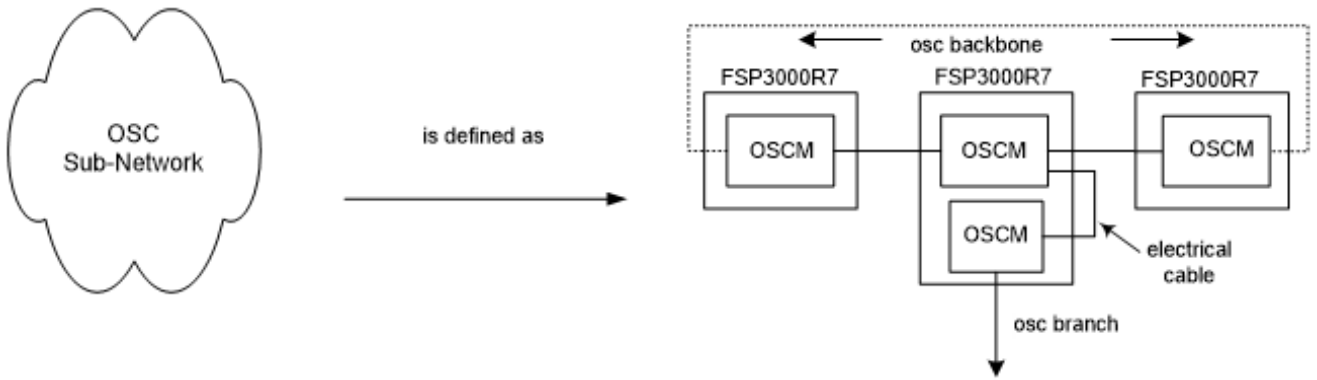 OSC
Sub-Network
is defined as
osc backbone
FSP3000R7
FSP3000R7
FSP3000R7
OSCM
OSCM
OSCM
OSCM
electrical
cable
osc branch